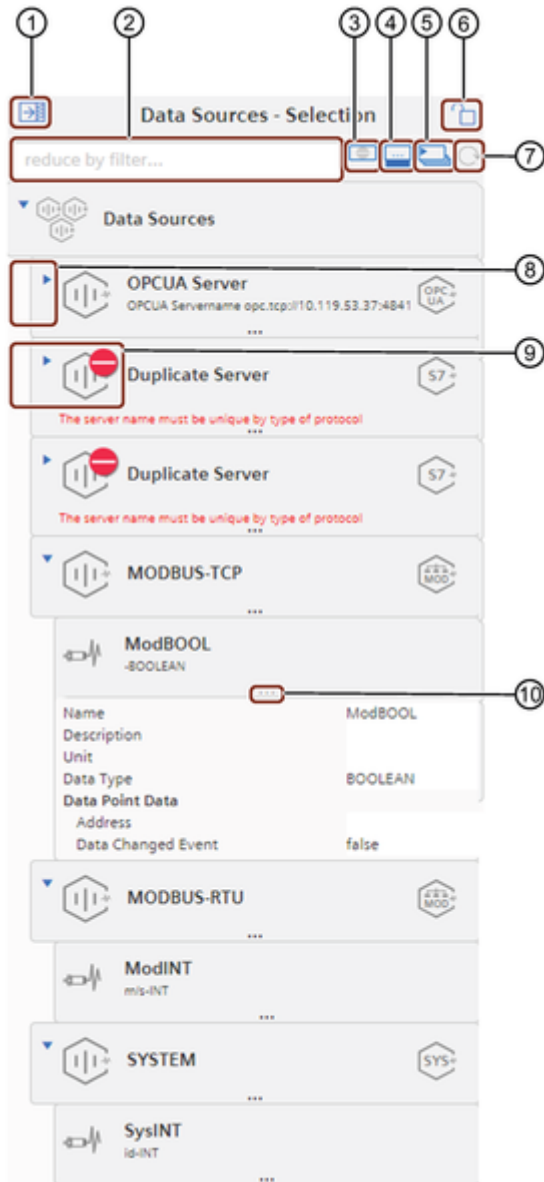 1 2 3 4 5 6
Data Sources - Selection
reduce by filter...
7
Data Sources
8
OPCUA Server
OPCUA Servername opc.tcp://10.119.53.37:4841
OPC
UA
...
9
Duplicate Server
S7
The server name must be unique by type of protocol
...
Duplicate Server
S7
The server name must be unique by type of protocol
...
MODBUS-TCP
MOD
...
ModBOOL
-BOOLEAN
...
10
Name ModBOOL
Description
Unit
Data Type BOOLEAN
Data Point Data
Address
Data Changed Event false
MODBUS-RTU
MOD
...
ModINT
m/s-INT
...
SYSTEM
SYS
...
SysINT
id-INT
...